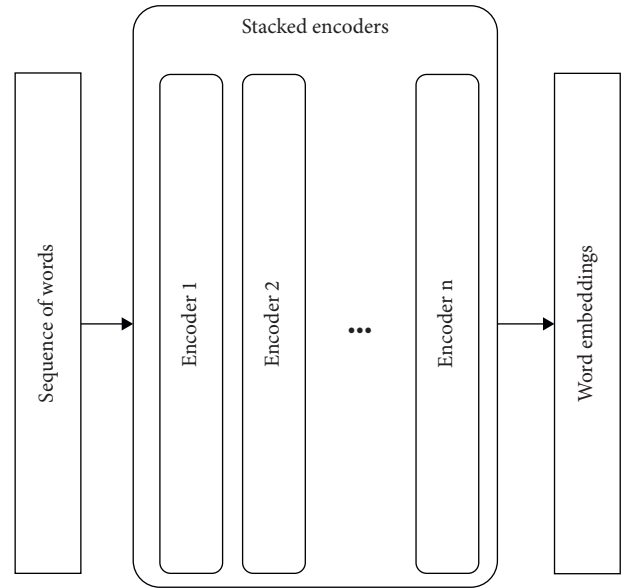 Stacked encoders
Sequence of words
Encoder 1
Encoder 2
...
Encoder n
Word embeddings